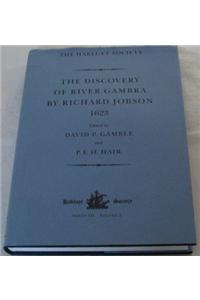 THE HAKLUYT SOCIETY
THE DISCOVERY
OF RIVER GAMBRA
BY RICHARD JOBSON
1623
Edited by
DAVID P. GAMBLE
and
P. E. H. HAIR
Hakluyt Society